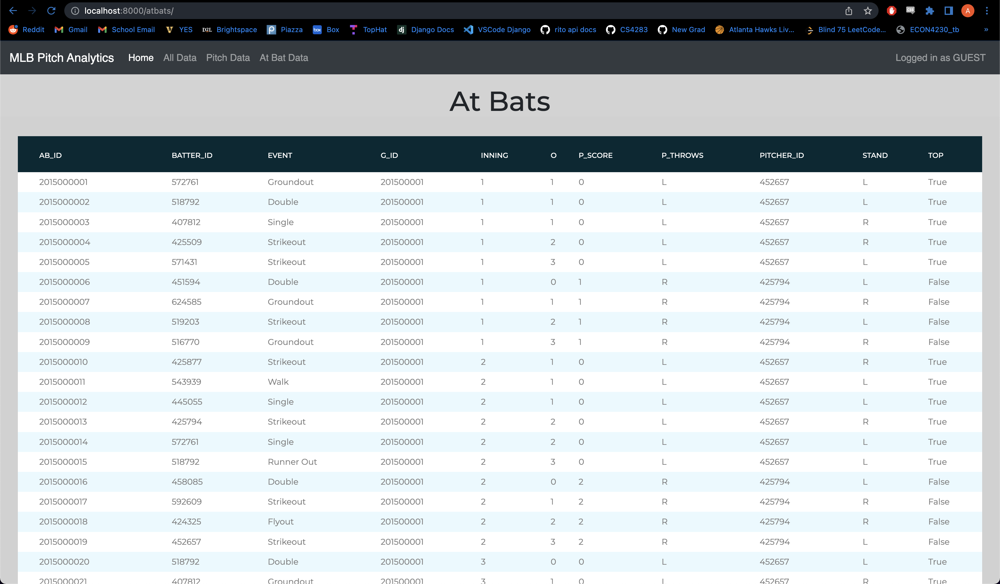 localhost:8000/atbats/
CSS A
Reddit Gmail School Email YES D2L Brightspace Piazza box Box TopHat dj Django Docs VSCode Django rito api docs CS4283 New Grad Atlanta Hawks Liv... Blind 75 LeetCode... ECON4230_tb »
MLB Pitch Analytics Home All Data Pitch Data At Bat Data Logged in as GUEST
At Bats
AB_ID BATTER_ID EVENT G_ID INNING O P_SCORE P_THROWS PITCHER_ID STAND TOP
2015000001 572761 Groundout 201500001 1 1 0 L 452657 L True
2015000002 518792 Double 201500001 1 1 0 L 452657 L True
2015000003 407812 Single 201500001 1 1 0 L 452657 R True
2015000004 425509 Strikeout 201500001 1 2 0 L 452657 R True
2015000005 571431 Strikeout 201500001 1 3 0 L 452657 L True
2015000006 451594 Double 201500001 1 0 1 R 425794 L False
2015000007 624585 Groundout 201500001 1 1 1 R 425794 R False
2015000008 519203 Strikeout 201500001 1 2 1 R 425794 L False
2015000009 516770 Groundout 201500001 1 3 1 R 425794 R False
2015000010 425877 Strikeout 201500001 2 1 0 L 452657 R True
2015000011 543939 Walk 201500001 2 1 0 L 452657 L True
2015000012 445055 Single 201500001 2 1 0 L 452657 L True
2015000013 425794 Strikeout 201500001 2 2 0 L 452657 R True
2015000014 572761 Single 201500001 2 2 0 L 452657 L True
2015000015 518792 Runner Out 201500001 2 3 0 L 452657 L True
2015000016 458085 Double 201500001 2 0 2 R 425794 L False
2015000017 592609 Strikeout 201500001 2 1 2 R 425794 R False
2015000018 424325 Flyout 201500001 2 2 2 R 425794 R False
2015000019 452657 Strikeout 201500001 2 3 2 R 425794 L False
2015000020 518792 Double 201500001 3 0 0 L 452657 L True
2015000021 407812 Groundout 201500001 3 1 0 L 452657 R True